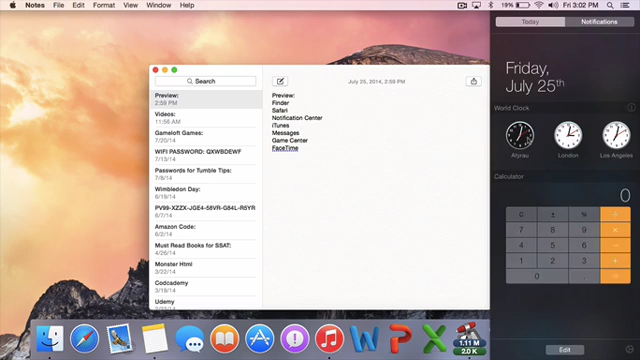 Notes File Edit Format View Window Help
19%
Fri 3:02 PM
Search
Preview:
2:59 PM
Videos:
11:56 AM
Gameloft Games:
7/20/14
WIFI PASSWORD: QXWBDEWF
7/13/14
Passwords for Tumble Tips:
7/8/14
Wimbledon Day:
6/19/14
PV99-XZZX-JGE4-58VR-G84L-R5YR
6/7/14
Amazon Code:
6/2/14
Must Read Books for SSAT:
4/26/14
Monster Html
3/22/14
Codcademy
3/19/14
Udemy
July 25, 2014, 2:59 PM
Preview:
Finder
Safari
Notification Center
iTunes
Messages
Game Center
FaceTime
Today Notifications
Friday,
July 25th
World Clock
London Los Angeles
Calculator
0
C ± %
7 8 9 ×
4 5 6 −
1 2 3 +
0 . =
Edit
W P X
1.11 M
2.0 K